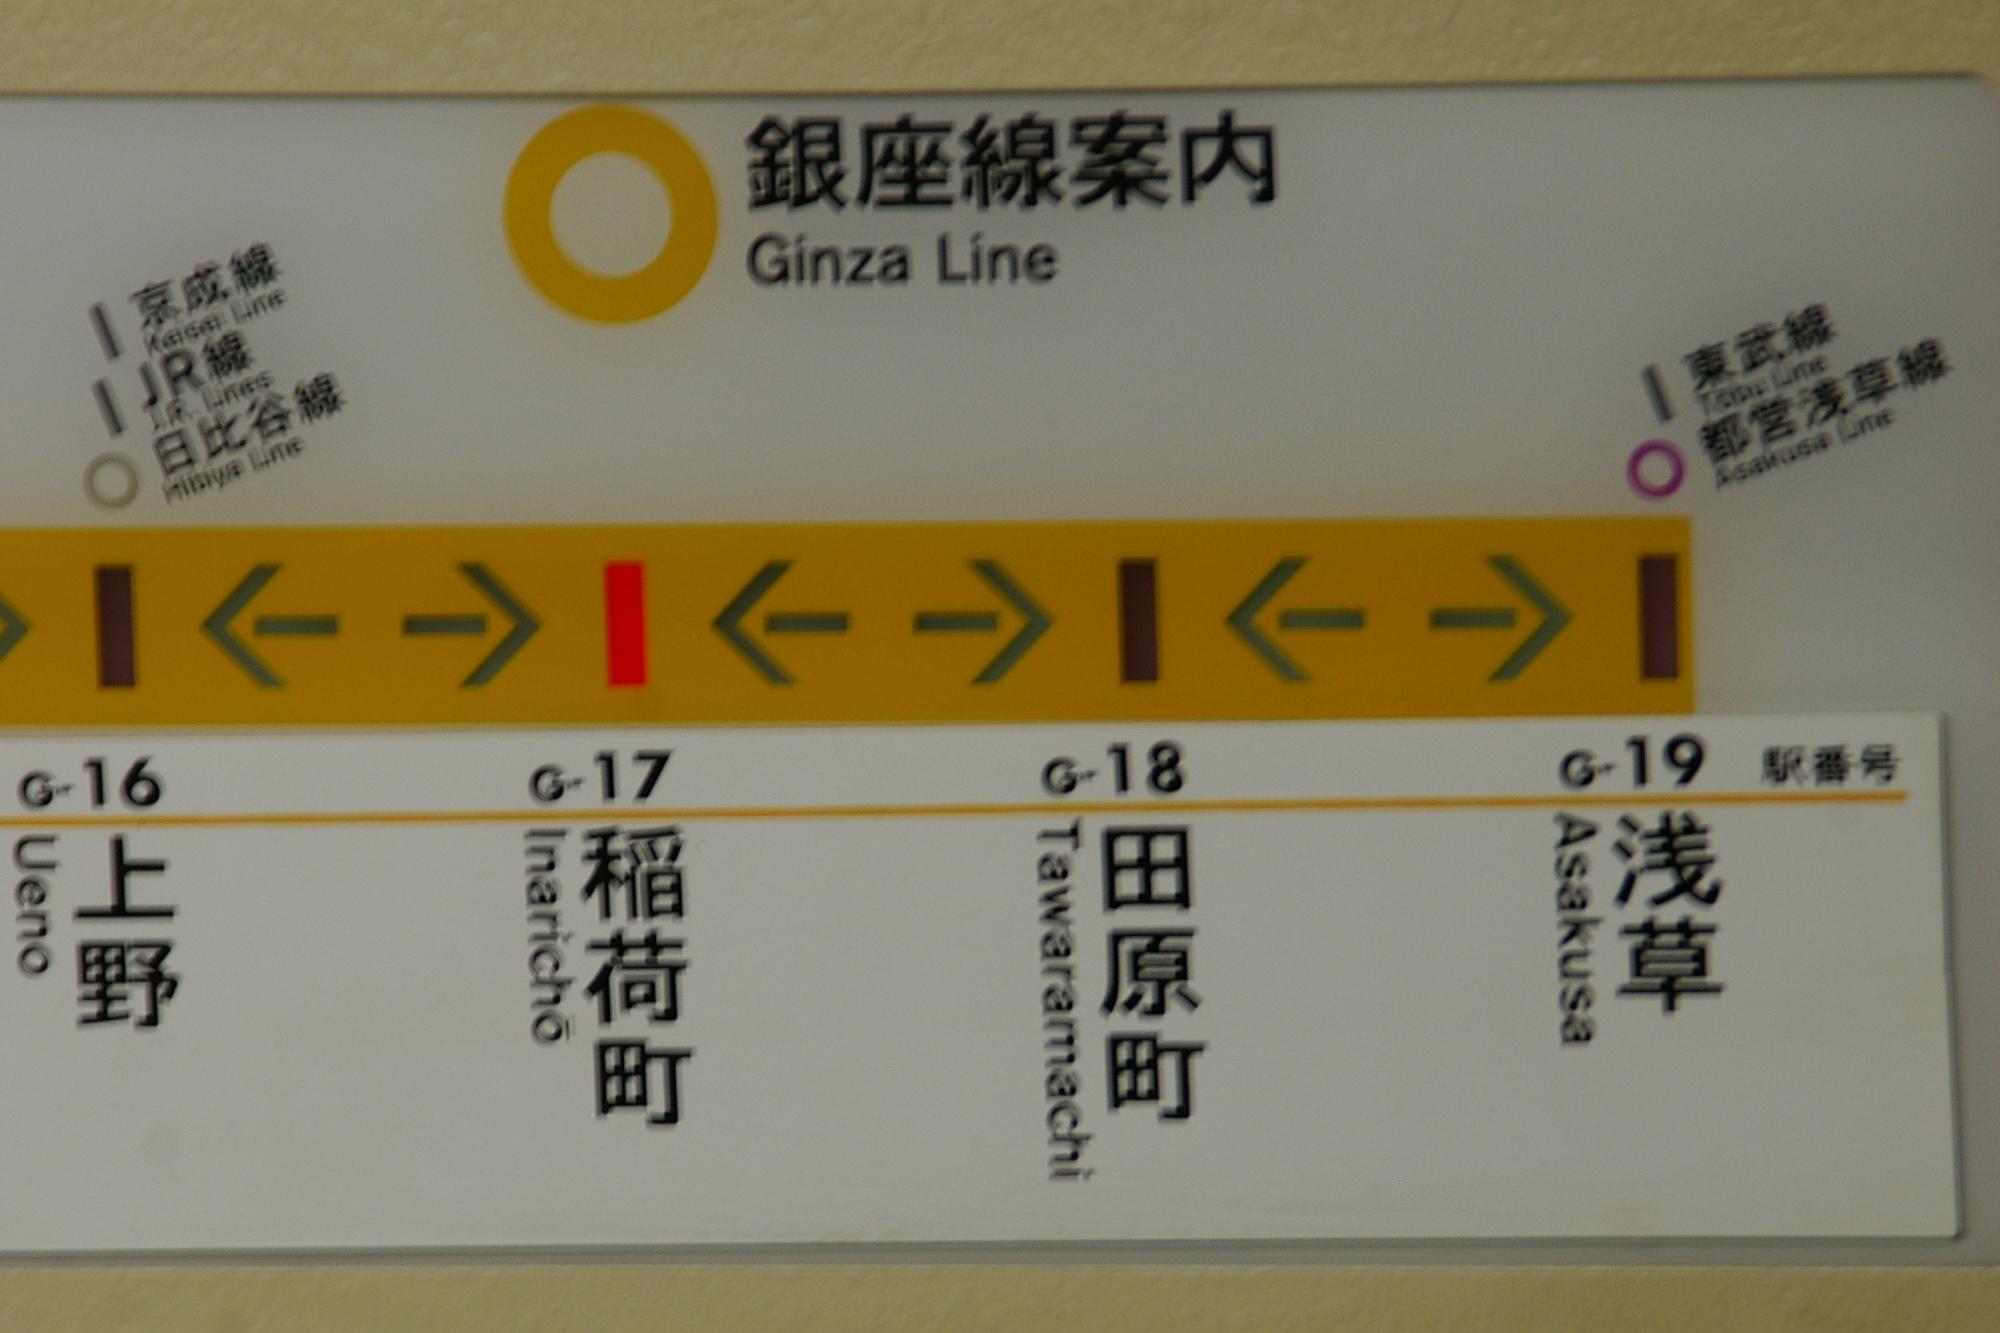 銀座線案内
Ginza Line
京成線
Keisei Line
JR線
J.R. Lines
日比谷線
Hibiya Line
東武線
Tobu Line
都営浅草線
Asakusa Line
G-16
G-17
G-18
G-19
駅番号
上野
Ueno
稲荷町
Inarichō
田原町
Tawaramachi
浅草
Asakusa